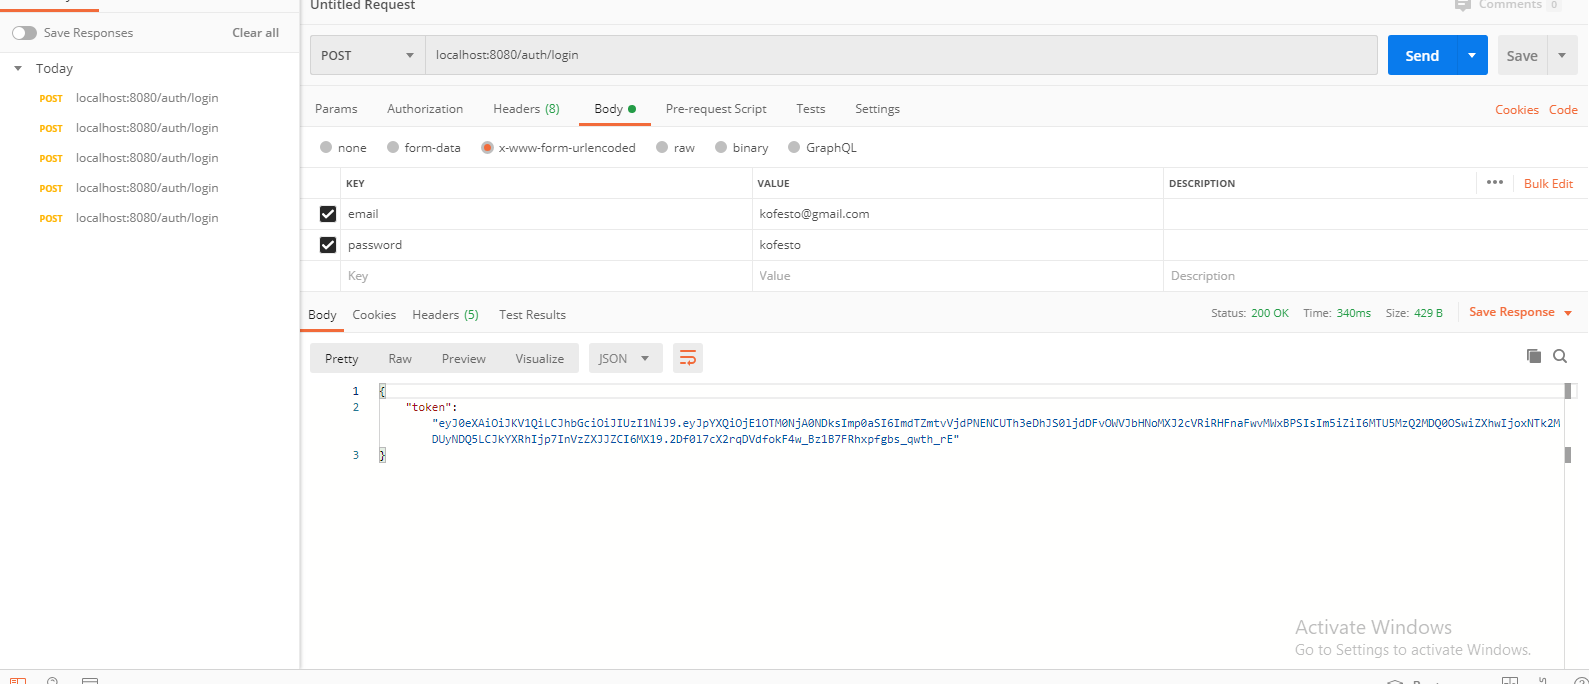 Untitled Request
Comments 0
Save Responses Clear all
POST localhost:8080/auth/login Send Save
Today
POST localhost:8080/auth/login
POST localhost:8080/auth/login
POST localhost:8080/auth/login
POST localhost:8080/auth/login
POST localhost:8080/auth/login
Params Authorization Headers (8) Body Pre-request Script Tests Settings Cookies Code
none form-data x-www-form-urlencoded raw binary GraphQL
KEY VALUE DESCRIPTION ••• Bulk Edit
email kofesto@gmail.com
password kofesto
Key Value Description
Body Cookies Headers (5) Test Results Status: 200 OK Time: 340ms Size: 429 B Save Response
Pretty Raw Preview Visualize JSON
1 {
2 "token":
"eyJ0eXAiOiJKV1QiLCJhbGciOiJIUzI1NiJ9.eyJpYXQiOjE1OTM0NjA0NDksImp0aSI6ImdTZmtvVjdPNENCUTh3eDhJS0ljdDFvOWVJbHNoMXJ2cVRiRHFnaFwvMWxBPSIsIm5iZiI6MTU5MzQ2MDQ0OSwiZXhwIjoxNTk2M
DUyNDQ5LCJkYXRhIjp7InVzZXJJZCI6MX19.2Df0l7cX2rqDVdfokF4w_Bz1B7FRhxpfgbs_qwth_rE"
3 }
Activate Windows
Go to Settings to activate Windows.